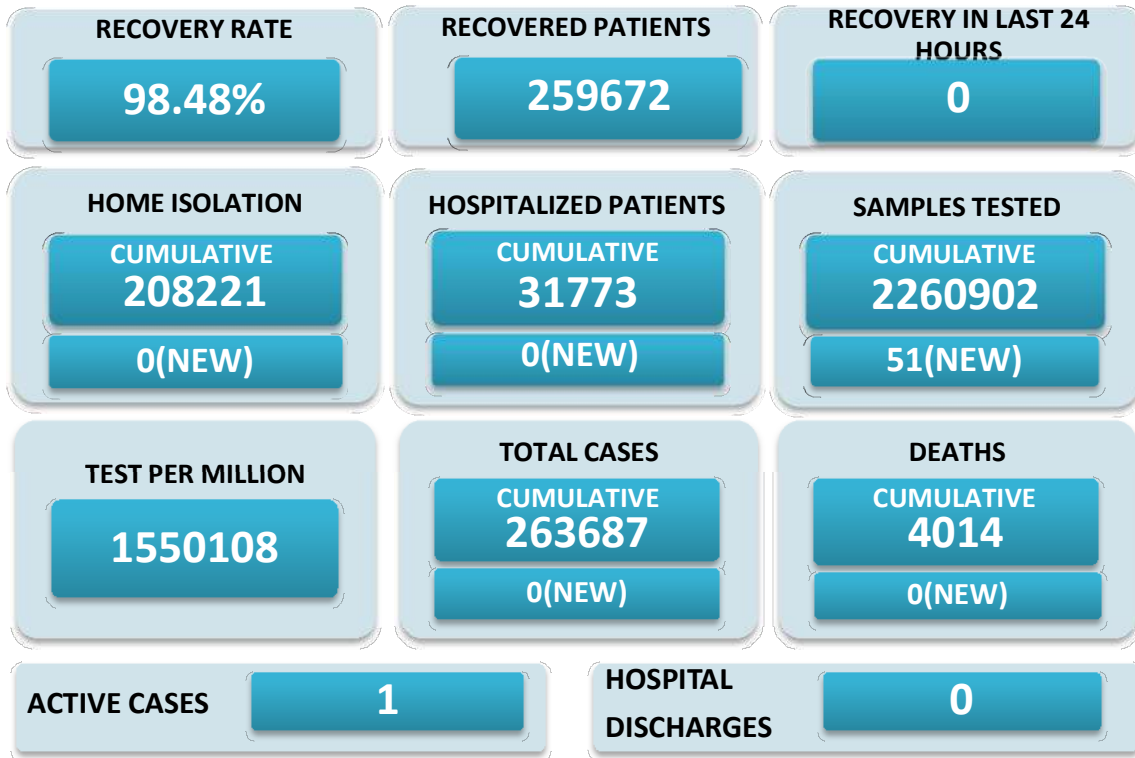 RECOVERY RATE
98.48%
RECOVERED PATIENTS
259672
RECOVERY IN LAST 24
HOURS
0
HOME ISOLATION
CUMULATIVE
208221
0(NEW)
HOSPITALIZED PATIENTS
CUMULATIVE
31773
0(NEW)
SAMPLES TESTED
CUMULATIVE
2260902
51(NEW)
TEST PER MILLION
1550108
TOTAL CASES
CUMULATIVE
263687
0(NEW)
DEATHS
CUMULATIVE
4014
0(NEW)
ACTIVE CASES
1
HOSPITAL
DISCHARGES
0